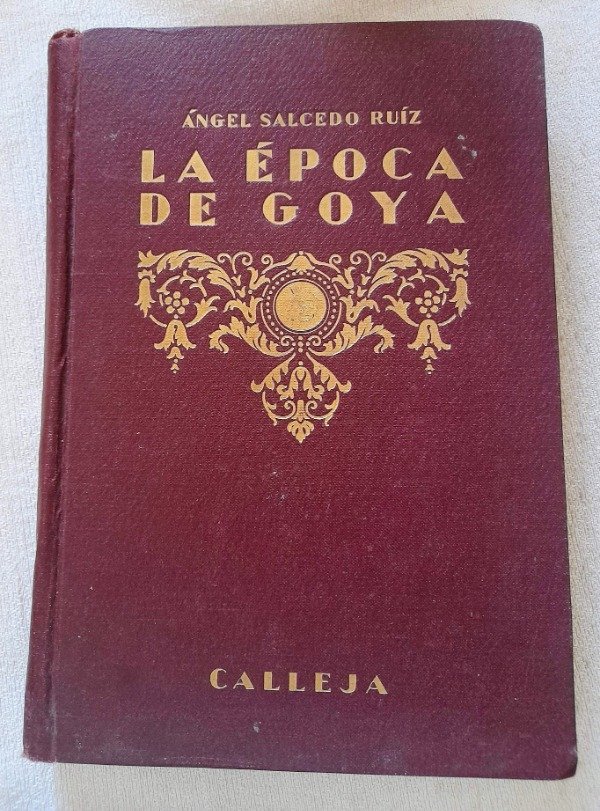 ÁNGEL SALCEDO RUÍZ
LA ÉPOCA
DE GOYA
CALLEJA